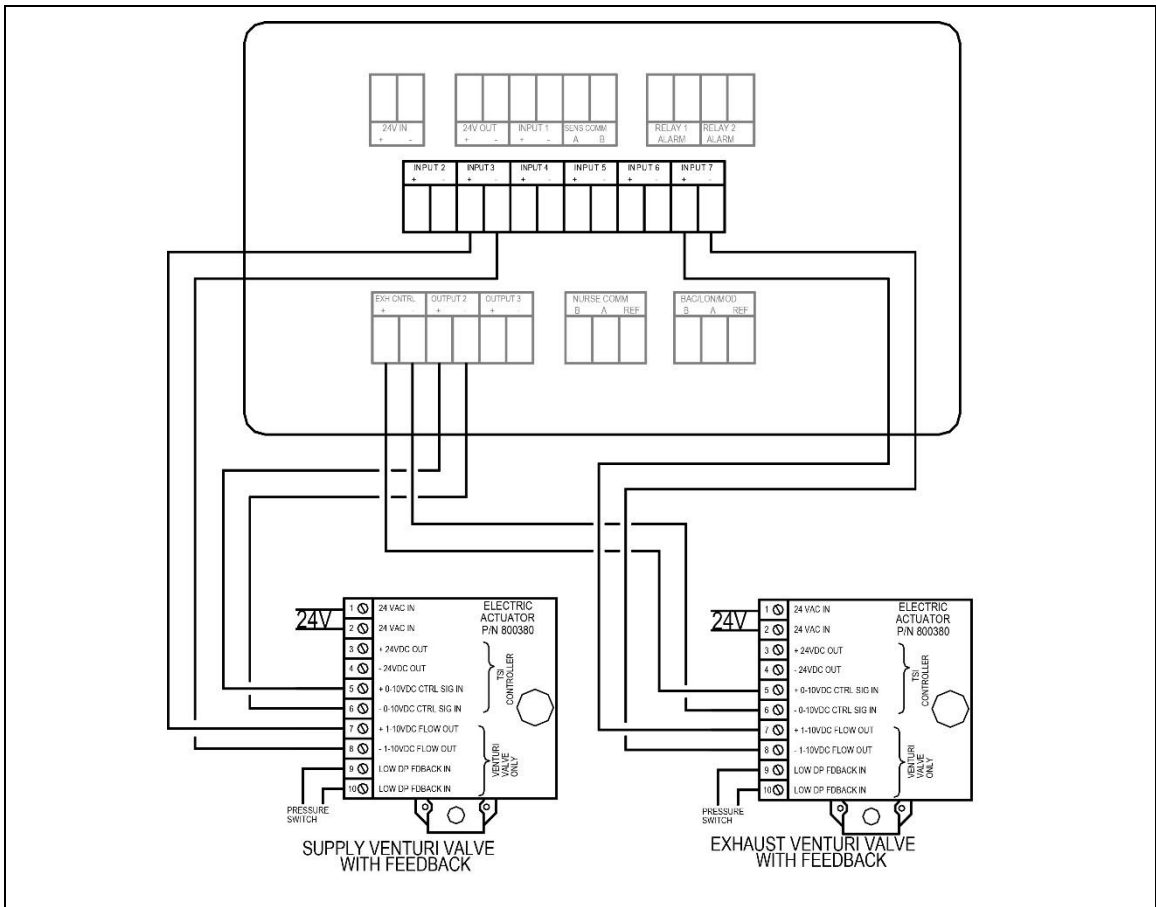 24V IN
+ -
24V OUT INPUT 1 SENS COMM
+ - + - A B
RELAY 1 RELAY 2
ALARM ALARM
INPUT 2 INPUT 3 INPUT 4 INPUT 5 INPUT 6 INPUT 7
+ - + - + - + - + - + -
EXH CNTRL OUTPUT 2 OUTPUT 3
+ - + - + -
NURSE COMM
B A REF
BAC/LON/MOD
B A REF
24V
1 24 VAC IN
2 24 VAC IN
3 + 24VDC OUT
4 - 24VDC OUT
5 + 0-10VDC CTRL SIG IN
6 - 0-10VDC CTRL SIG IN
7 + 1-10VDC FLOW OUT
8 - 1-10VDC FLOW OUT
9 LOW DP FDBACK IN
10 LOW DP FDBACK IN
ELECTRIC
ACTUATOR
P/N 800380
TSI
CONTROLLER
VENTURI
VALVE
ONLY
PRESSURE
SWITCH
SUPPLY VENTURI VALVE
WITH FEEDBACK
24V
1 24 VAC IN
2 24 VAC IN
3 + 24VDC OUT
4 - 24VDC OUT
5 + 0-10VDC CTRL SIG IN
6 - 0-10VDC CTRL SIG IN
7 + 1-10VDC FLOW OUT
8 - 1-10VDC FLOW OUT
9 LOW DP FDBACK IN
10 LOW DP FDBACK IN
ELECTRIC
ACTUATOR
P/N 800380
TSI
CONTROLLER
VENTURI
VALVE
ONLY
PRESSURE
SWITCH
EXHAUST VENTURI VALVE
WITH FEEDBACK